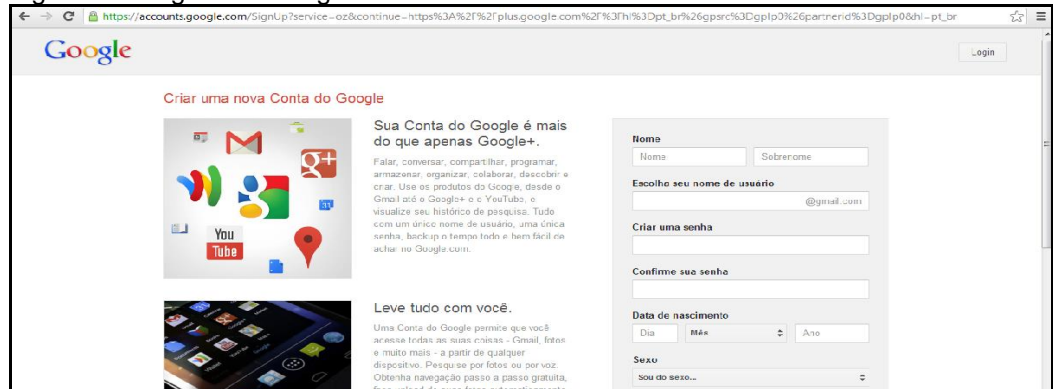 https://accounts.google.com/SignUp?service=oz&continue=https%3A%2F%2Fplus.google.com%2F%3Fhl%3Dpt_br%26gpsrc%3Dgplp0%26partnerid%3Dgplp0&hl=pt_br
Google
Login
Criar uma nova Conta do Google
Sua Conta do Google é mais
do que apenas Google+.
Falar, conversar, compartilhar, programar,
armazenar, organizar, colaborar, descobrir e
criar. Use os produtos do Google, desde o
Gmail até o Google+ e o YouTube, e
visualize seu histórico de pesquisa. Tudo
com um único nome de usuário, uma única
senha, backup o tempo todo e bem fácil de
achar no Google.com.
g+
31
You
Tube
Leve tudo com você.
Uma Conta do Google permite que você
acesse todas as suas coisas - Gmail, fotos
e muito mais - a partir de qualquer
dispositivo. Pesquise por fotos ou por voz.
Obtenha navegação passo a passo gratuita,
Nome
Nome
Sobrenome
Escolha seu nome de usuário
@gmail.com
Criar uma senha
Confirme sua senha
Data de nascimento
Dia
Mês
Ano
Sexo
Sou do sexo...